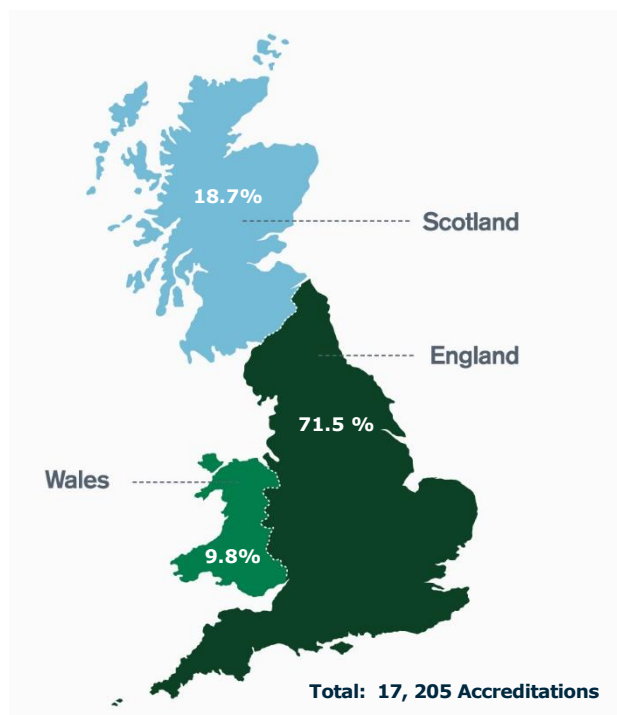 18.7%
Scotland
England
71.5 %
Wales
9.8%
Total: 17, 205 Accreditations